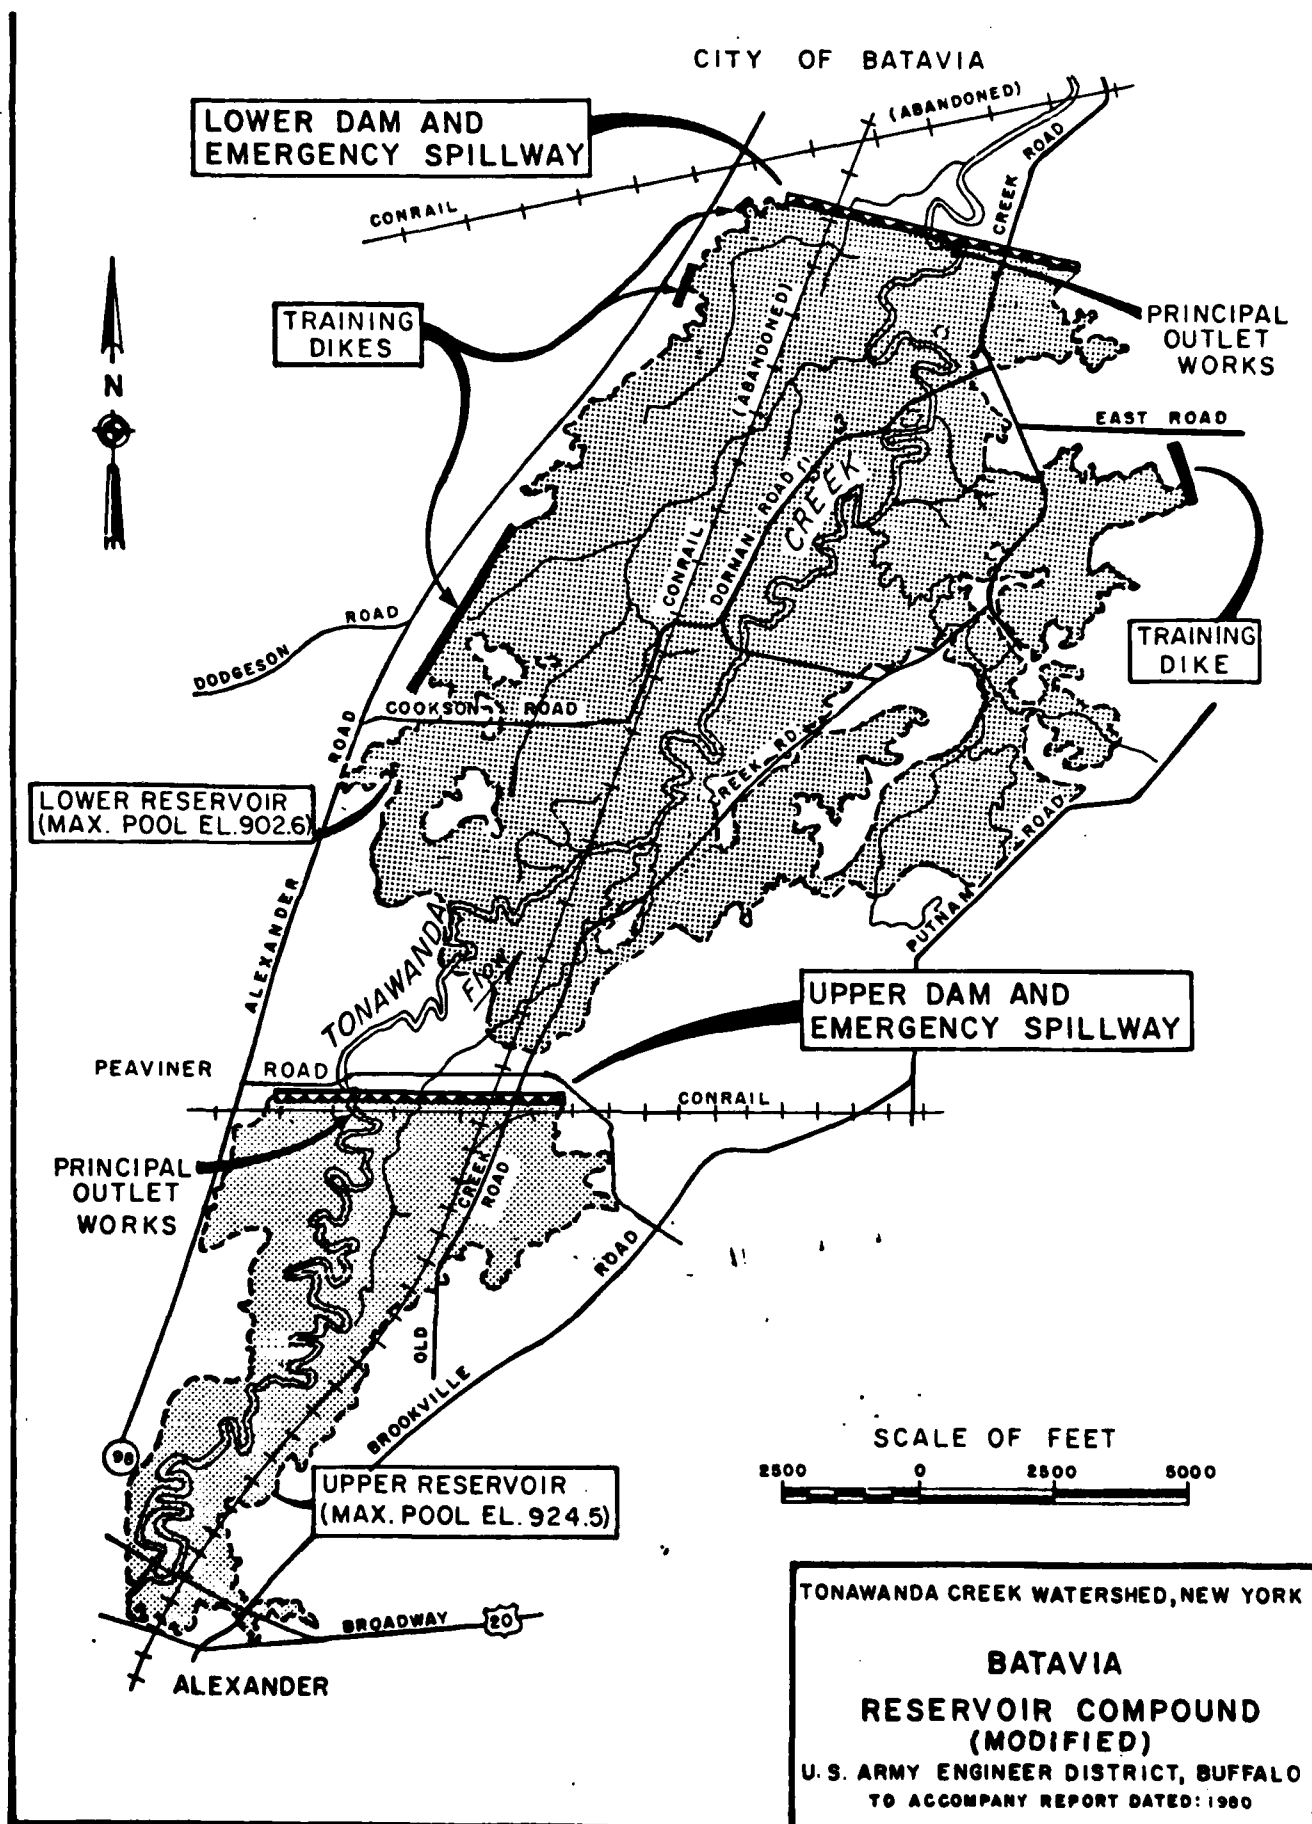 CITY OF BATAVIA
(ABANDONED)
LOWER DAM AND
EMERGENCY SPILLWAY
CONRAIL
CREEK ROAD
TRAINING
DIKES
(ABANDONED)
PRINCIPAL
OUTLET
WORKS
N
EAST ROAD
CREEK
CONRAIL
DORMAN ROAD
DODGESON ROAD
TRAINING
DIKE
COOKSON ROAD
ROAD
CREEK RD.
LOWER RESERVOIR
(MAX. POOL EL.902.6)
ALEXANDER
PUTNAM ROAD
TONAWANDA
FLOW
UPPER DAM AND
EMERGENCY SPILLWAY
PEAVINER ROAD
CONRAIL
PRINCIPAL
OUTLET
WORKS
CREEK
ROAD
ROAD
OLD
BROOKVILLE
98
SCALE OF FEET
2500 0 2500 5000
UPPER RESERVOIR
(MAX. POOL EL. 924.5)
BROADWAY 20
ALEXANDER
TONAWANDA CREEK WATERSHED, NEW YORK
BATAVIA
RESERVOIR COMPOUND
(MODIFIED)
U.S. ARMY ENGINEER DISTRICT, BUFFALO
TO ACCOMPANY REPORT DATED: 1980